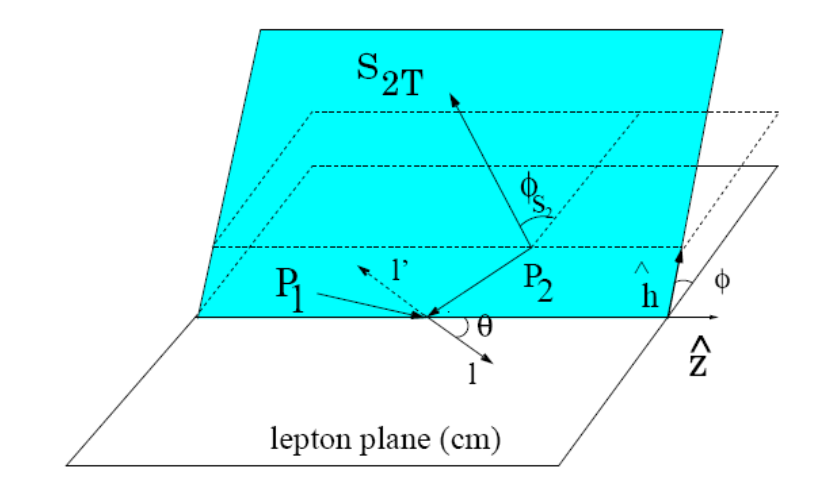 S2T
ϕS2
l'
P1
P2
^h
ϕ
θ
ẑ
l
lepton plane (cm)